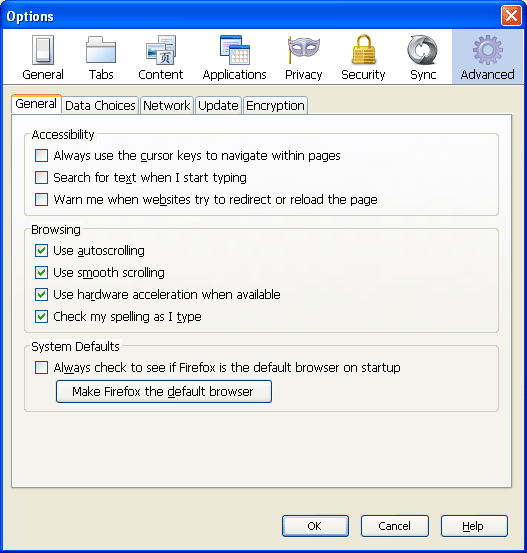 Options
General Tabs Content Applications Privacy Security Sync Advanced
General Data Choices Network Update Encryption
Accessibility
Always use the cursor keys to navigate within pages
Search for text when I start typing
Warn me when websites try to redirect or reload the page
Browsing
Use autoscrolling
Use smooth scrolling
Use hardware acceleration when available
Check my spelling as I type
System Defaults
Always check to see if Firefox is the default browser on startup
Make Firefox the default browser
OK Cancel Help